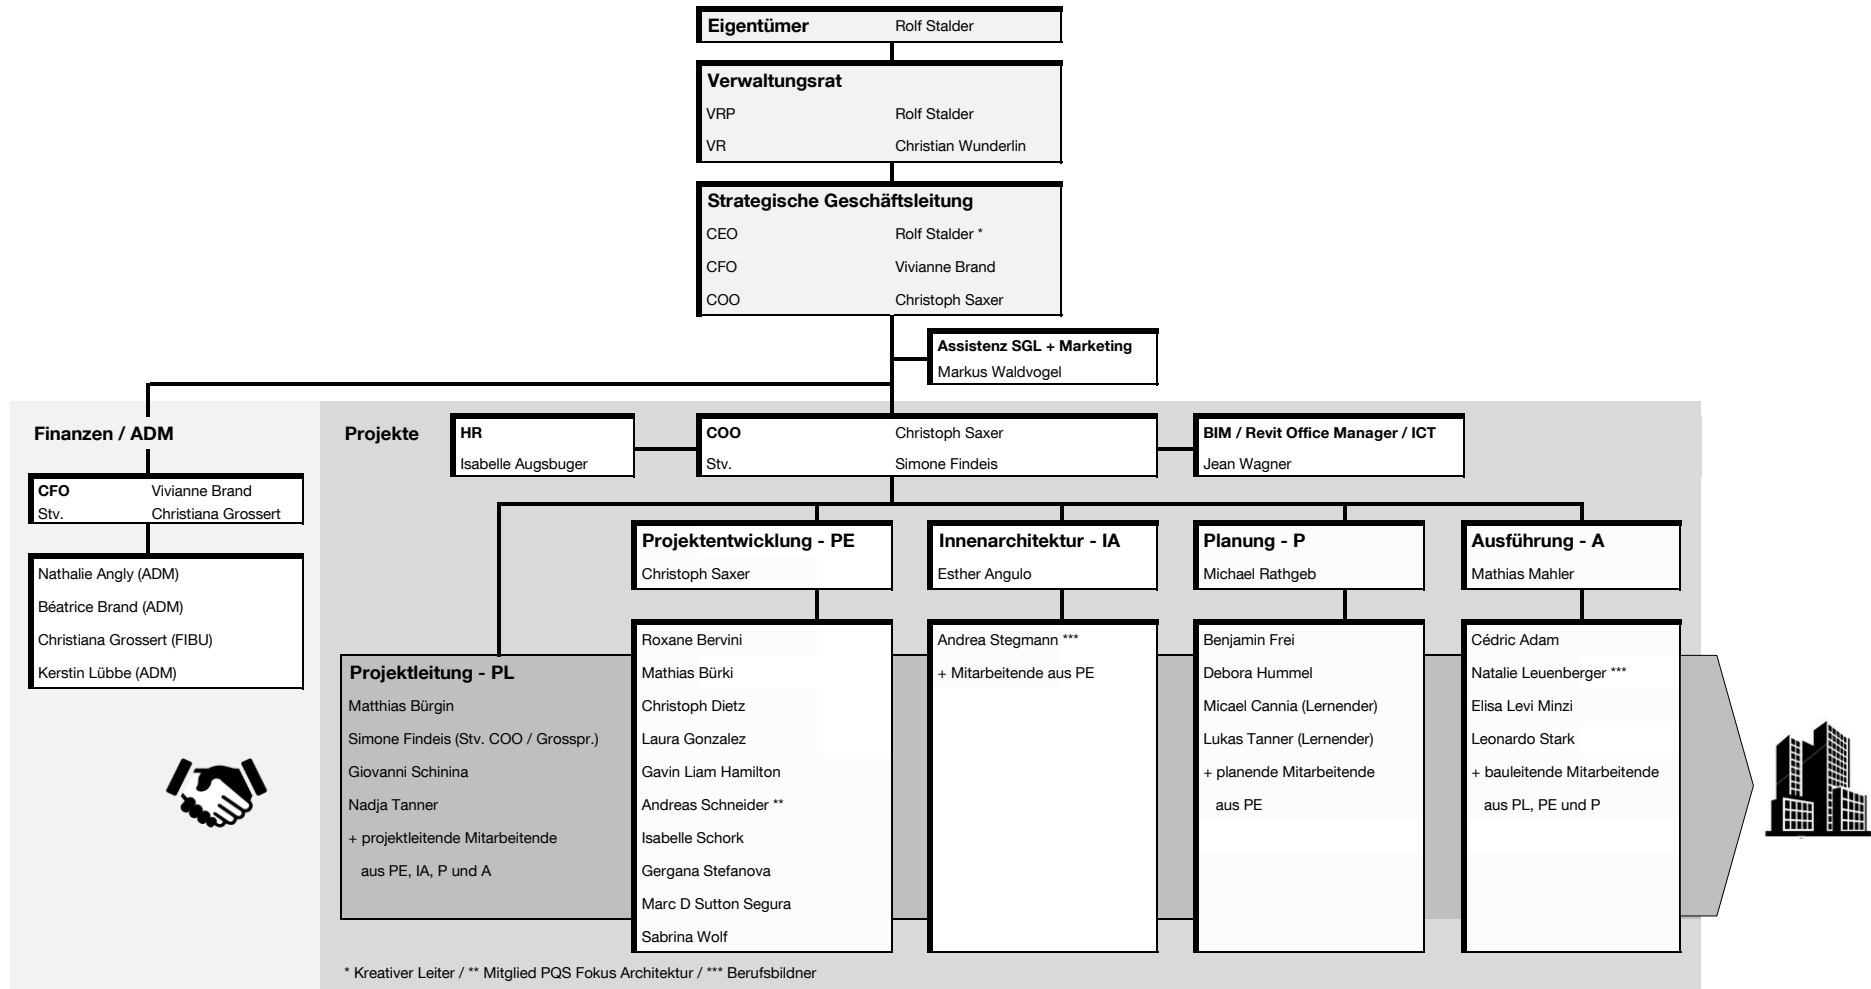 Eigentümer Rolf Stalder
Verwaltungsrat
VRP Rolf Stalder
VR Christian Wunderlin
Strategische Geschäftsleitung
CEO Rolf Stalder *
CFO Vivianne Brand
COO Christoph Saxer
Assistenz SGL + Marketing
Markus Waldvogel
Finanzen / ADM
CFO Vivianne Brand
Stv. Christiana Grossert
Nathalie Angly (ADM)
Béatrice Brand (ADM)
Christiana Grossert (FIBU)
Kerstin Lübbe (ADM)
Projekte
HR
Isabelle Augsbuger
COO Christoph Saxer
Stv. Simone Findeis
BIM / Revit Office Manager / ICT
Jean Wagner
Projektleitung - PL
Matthias Bürgin
Simone Findeis (Stv. COO / Grosspr.)
Giovanni Schinina
Nadja Tanner
+ projektleitende Mitarbeitende
aus PE, IA, P und A
Projektentwicklung - PE
Christoph Saxer
Roxane Bervini
Mathias Bürki
Christoph Dietz
Laura Gonzalez
Gavin Liam Hamilton
Andreas Schneider **
Isabelle Schork
Gergana Stefanova
Marc D Sutton Segura
Sabrina Wolf
Innenarchitektur - IA
Esther Angulo
Andrea Stegmann ***
+ Mitarbeitende aus PE
Planung - P
Michael Rathgeb
Benjamin Frei
Debora Hummel
Micael Cannia (Lernender)
Lukas Tanner (Lernender)
+ planende Mitarbeitende
aus PE
Ausführung - A
Mathias Mahler
Cédric Adam
Natalie Leuenberger ***
Elisa Levi Minzi
Leonardo Stark
+ bauleitende Mitarbeitende
aus PL, PE und P
* Kreativer Leiter / ** Mitglied PQS Fokus Architektur / *** Berufsbildner